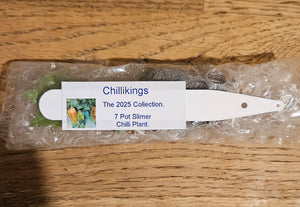 Chillikings
The 2025 Collection.
7 Pot Slimer
Chilli Plant.